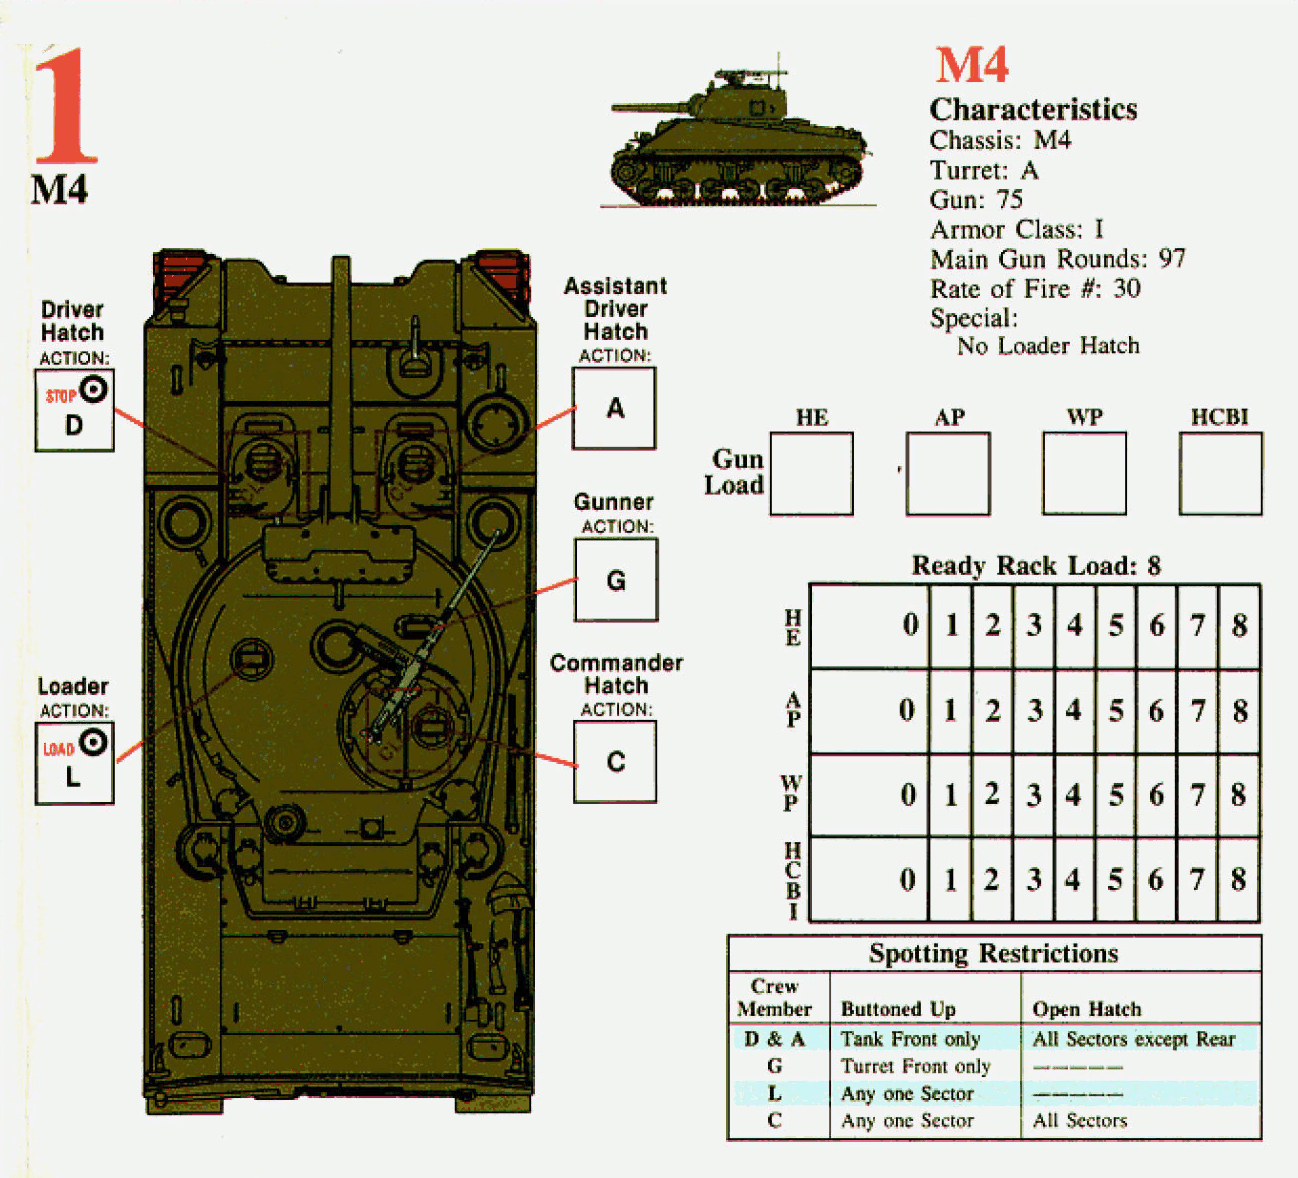 1
M4
M4
Characteristics
Chassis: M4
Turret: A
Gun: 75
Armor Class: I
Main Gun Rounds: 97
Rate of Fire #: 30
Special:
No Loader Hatch
Driver
Hatch
ACTION:
STOP
D
Assistant
Driver
Hatch
ACTION:
A
Gunner
ACTION:
G
Commander
Hatch
ACTION:
C
Loader
ACTION:
LOAD
L
HE AP WP HCBI
Gun
Load
Ready Rack Load: 8
HE 0 1 2 3 4 5 6 7 8
AP 0 1 2 3 4 5 6 7 8
WP 0 1 2 3 4 5 6 7 8
HCBI 0 1 2 3 4 5 6 7 8
Spotting Restrictions
Crew
Member Buttoned Up Open Hatch
D & A Tank Front only All Sectors except Rear
G Turret Front only -----
L Any one Sector -----
C Any one Sector All Sectors